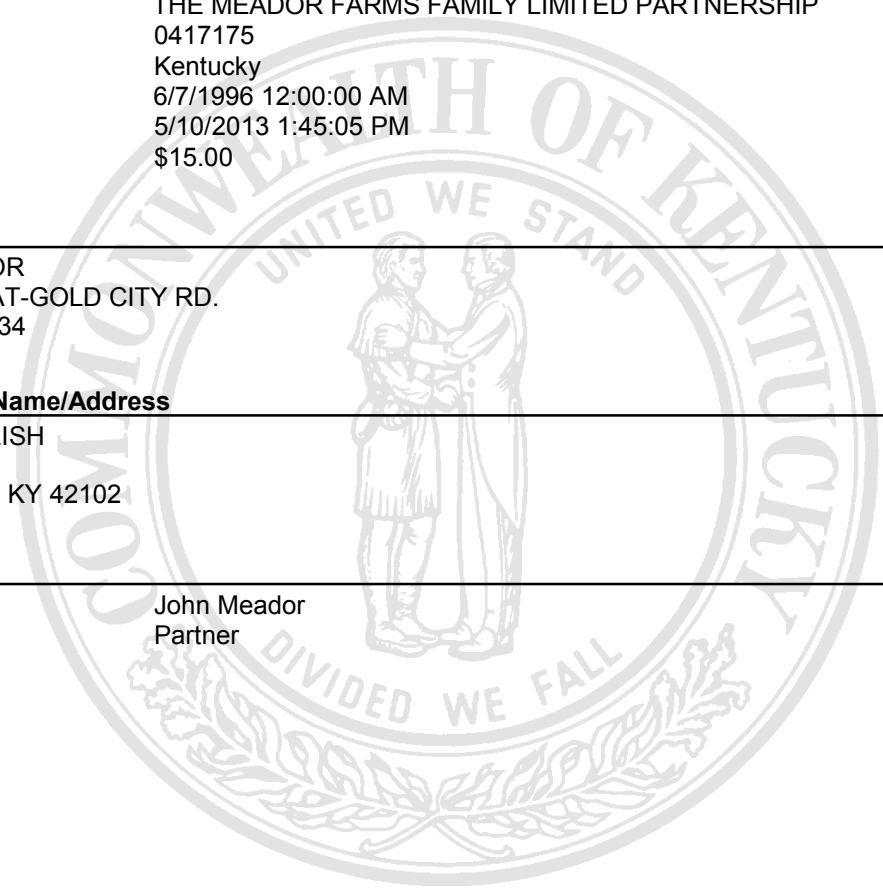 THE MEADOR FARMS FAMILY LIMITED PARTNERSHIP
0417175
Kentucky
6/7/1996 12:00:00 AM
5/10/2013 1:45:05 PM
$15.00
COMMONWEALTH OF KENTUCKY
UNITED WE STAND
OR
AT-GOLD CITY RD.
34
Name/Address
ISH
KY 42102
John Meador
Partner
DIVIDED WE FALL